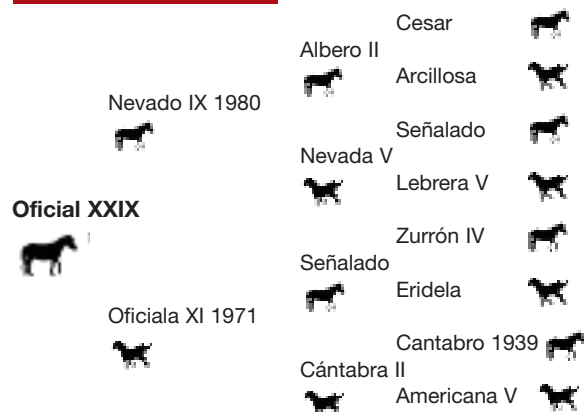 Cesar
Albero II
Arcillosa
Nevado IX 1980
Señalado
Nevada V
Lebrera V
Oficial XXIX
Zurrón IV
Señalado
Eridela
Oficiala XI 1971
Cantabro 1939
Cántabra II
Americana V